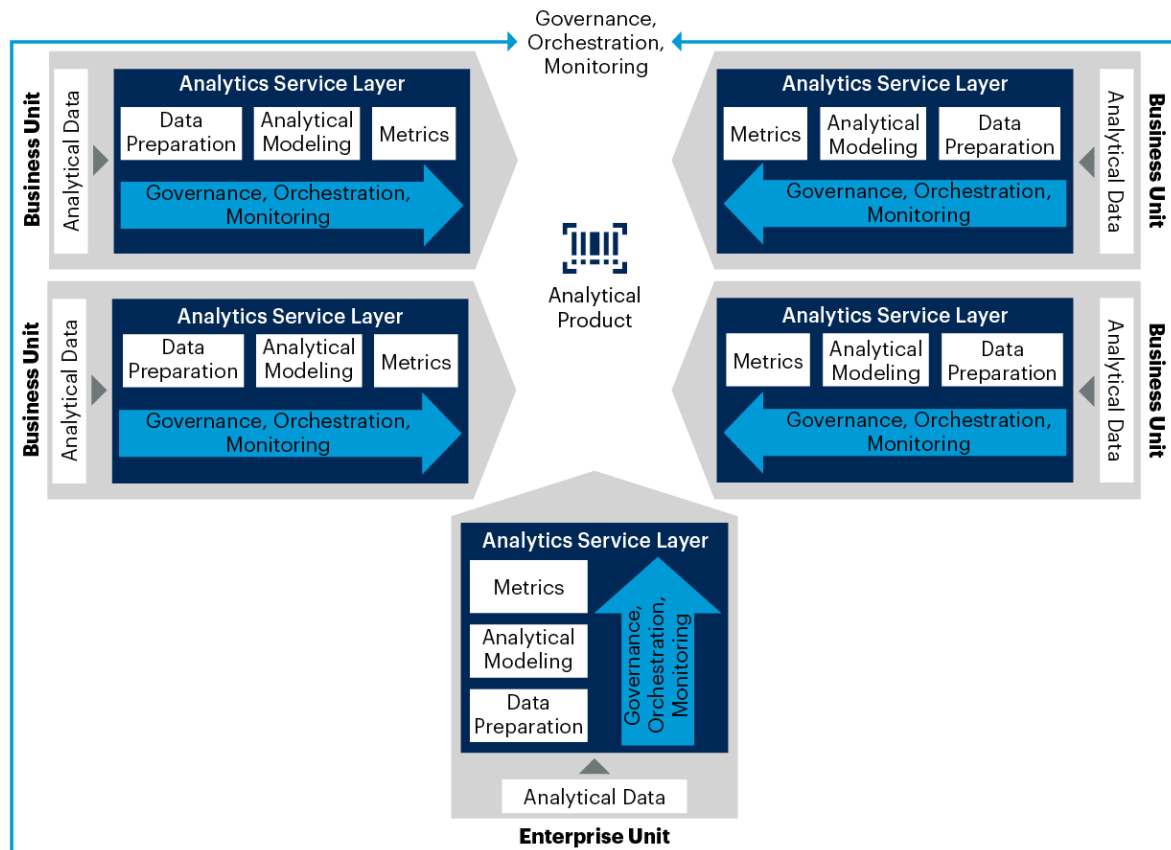 Governance,
Orchestration,
Monitoring
Business Unit
Analytical Data
Analytics Service Layer
Data
Preparation
Analytical
Modeling
Metrics
Governance, Orchestration,
Monitoring
Analytics Service Layer
Metrics
Analytical
Modeling
Data
Preparation
Governance, Orchestration,
Monitoring
Analytical Data
Business Unit
Analytical
Product
Business Unit
Analytical Data
Analytics Service Layer
Data
Preparation
Analytical
Modeling
Metrics
Governance, Orchestration,
Monitoring
Analytics Service Layer
Metrics
Analytical
Modeling
Data
Preparation
Governance, Orchestration,
Monitoring
Analytical Data
Business Unit
Analytics Service Layer
Metrics
Analytical
Modeling
Data
Preparation
Governance,
Orchestration,
Monitoring
Analytical Data
Enterprise Unit